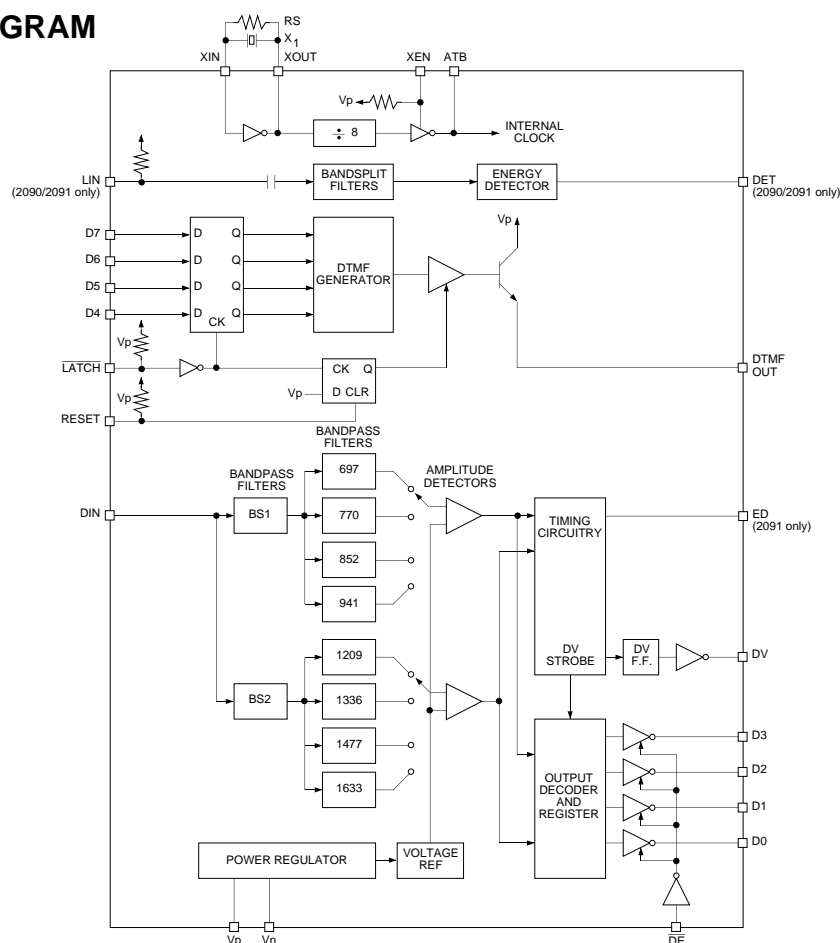 GRAM
RS
X1
XIN
XOUT
XEN
ATB
Vp
÷ 8
INTERNAL
CLOCK
LIN
(2090/2091 only)
BANDSPLIT
FILTERS
ENERGY
DETECTOR
DET
(2090/2091 only)
D7
D6
D5
D4
D Q
D Q
D Q
D Q
CK
DTMF
GENERATOR
Vp
Vp
LATCH
CK Q
D CLR
Vp
Vp
RESET
DTMF
OUT
BANDPASS
FILTERS
BANDPASS
FILTERS
AMPLITUDE
DETECTORS
DIN
BS1
697
770
852
941
TIMING
CIRCUITRY
ED
(2091 only)
DV
STROBE
DV
F.F.
DV
BS2
1209
1336
1477
1633
OUTPUT
DECODER
AND
REGISTER
D3
D2
D1
D0
POWER REGULATOR
VOLTAGE
REF
Vp
Vn
DE